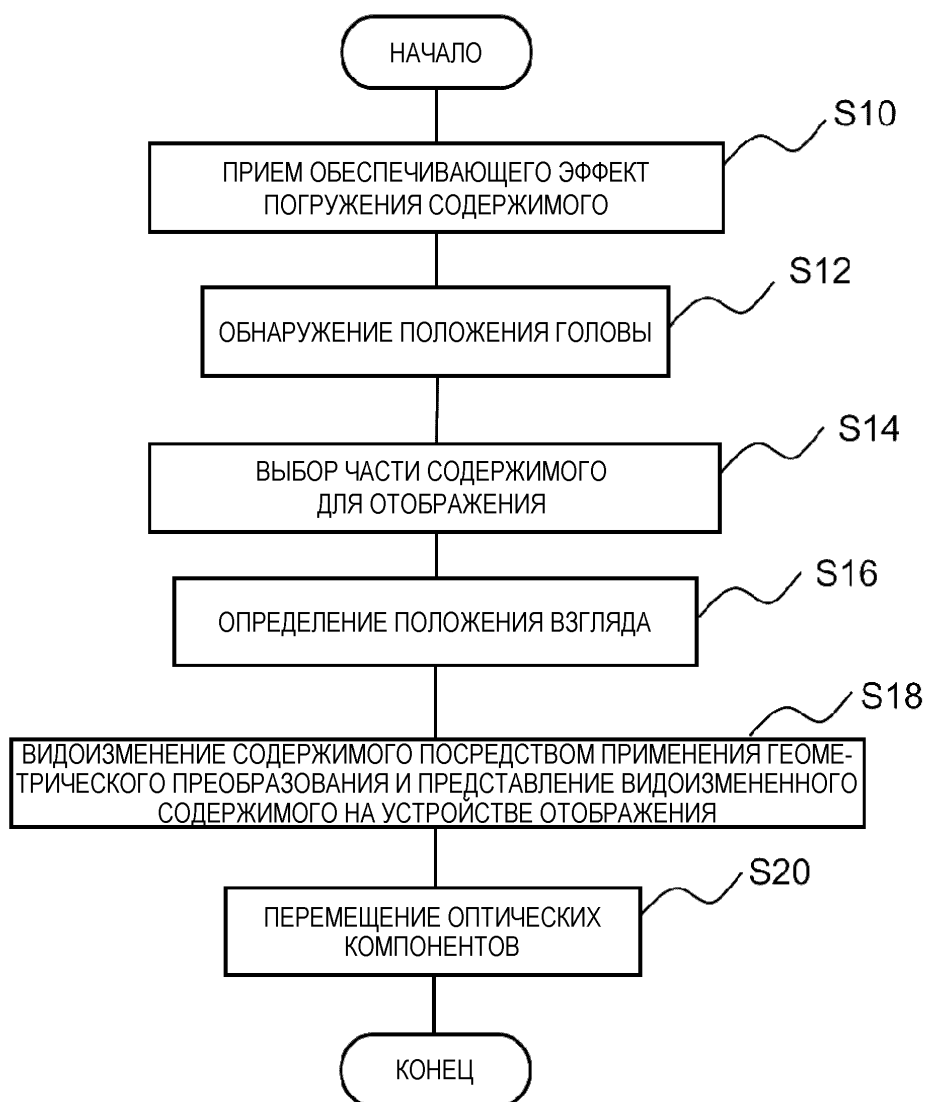 НАЧАЛО
S10
ПРИЕМ ОБЕСПЕЧИВАЮЩЕГО ЭФФЕКТ
ПОГРУЖЕНИЯ СОДЕРЖИМОГО
S12
ОБНАРУЖЕНИЕ ПОЛОЖЕНИЯ ГОЛОВЫ
S14
ВЫБОР ЧАСТИ СОДЕРЖИМОГО
ДЛЯ ОТОБРАЖЕНИЯ
S16
ОПРЕДЕЛЕНИЕ ПОЛОЖЕНИЯ ВЗГЛЯДА
S18
ВИДОИЗМЕНЕНИЕ СОДЕРЖИМОГО ПОСРЕДСТВОМ ПРИМЕНЕНИЯ ГЕОМЕ-
ТРИЧЕСКОГО ПРЕОБРАЗОВАНИЯ И ПРЕДСТАВЛЕНИЕ ВИДОИЗМЕНЕННОГО
СОДЕРЖИМОГО НА УСТРОЙСТВЕ ОТОБРАЖЕНИЯ
S20
ПЕРЕМЕЩЕНИЕ ОПТИЧЕСКИХ
КОМПОНЕНТОВ
КОНЕЦ